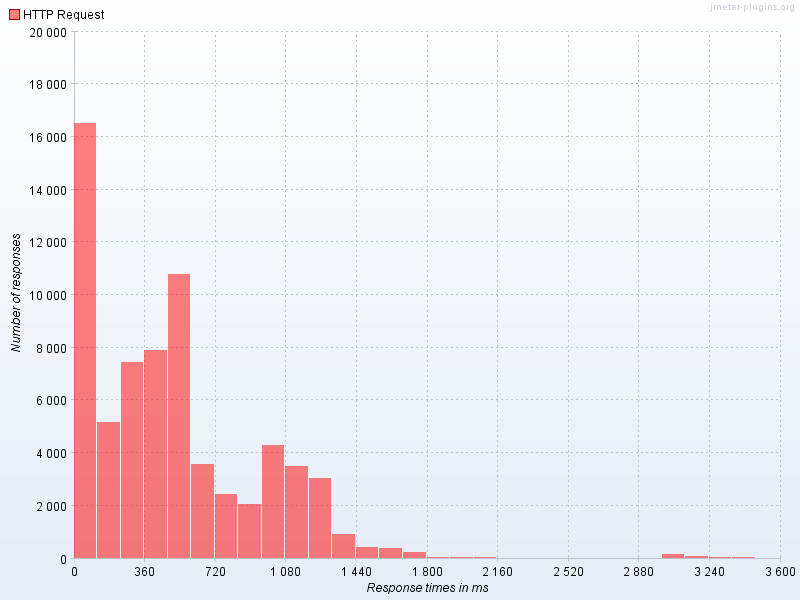 jmeter-plugins.org
HTTP Request
20 000
18 000
16 000
14 000
12 000
10 000
8 000
6 000
4 000
2 000
0
Number of responses
0 360 720 1 080 1 440 1 800 2 160 2 520 2 880 3 240 3 600
Response times in ms